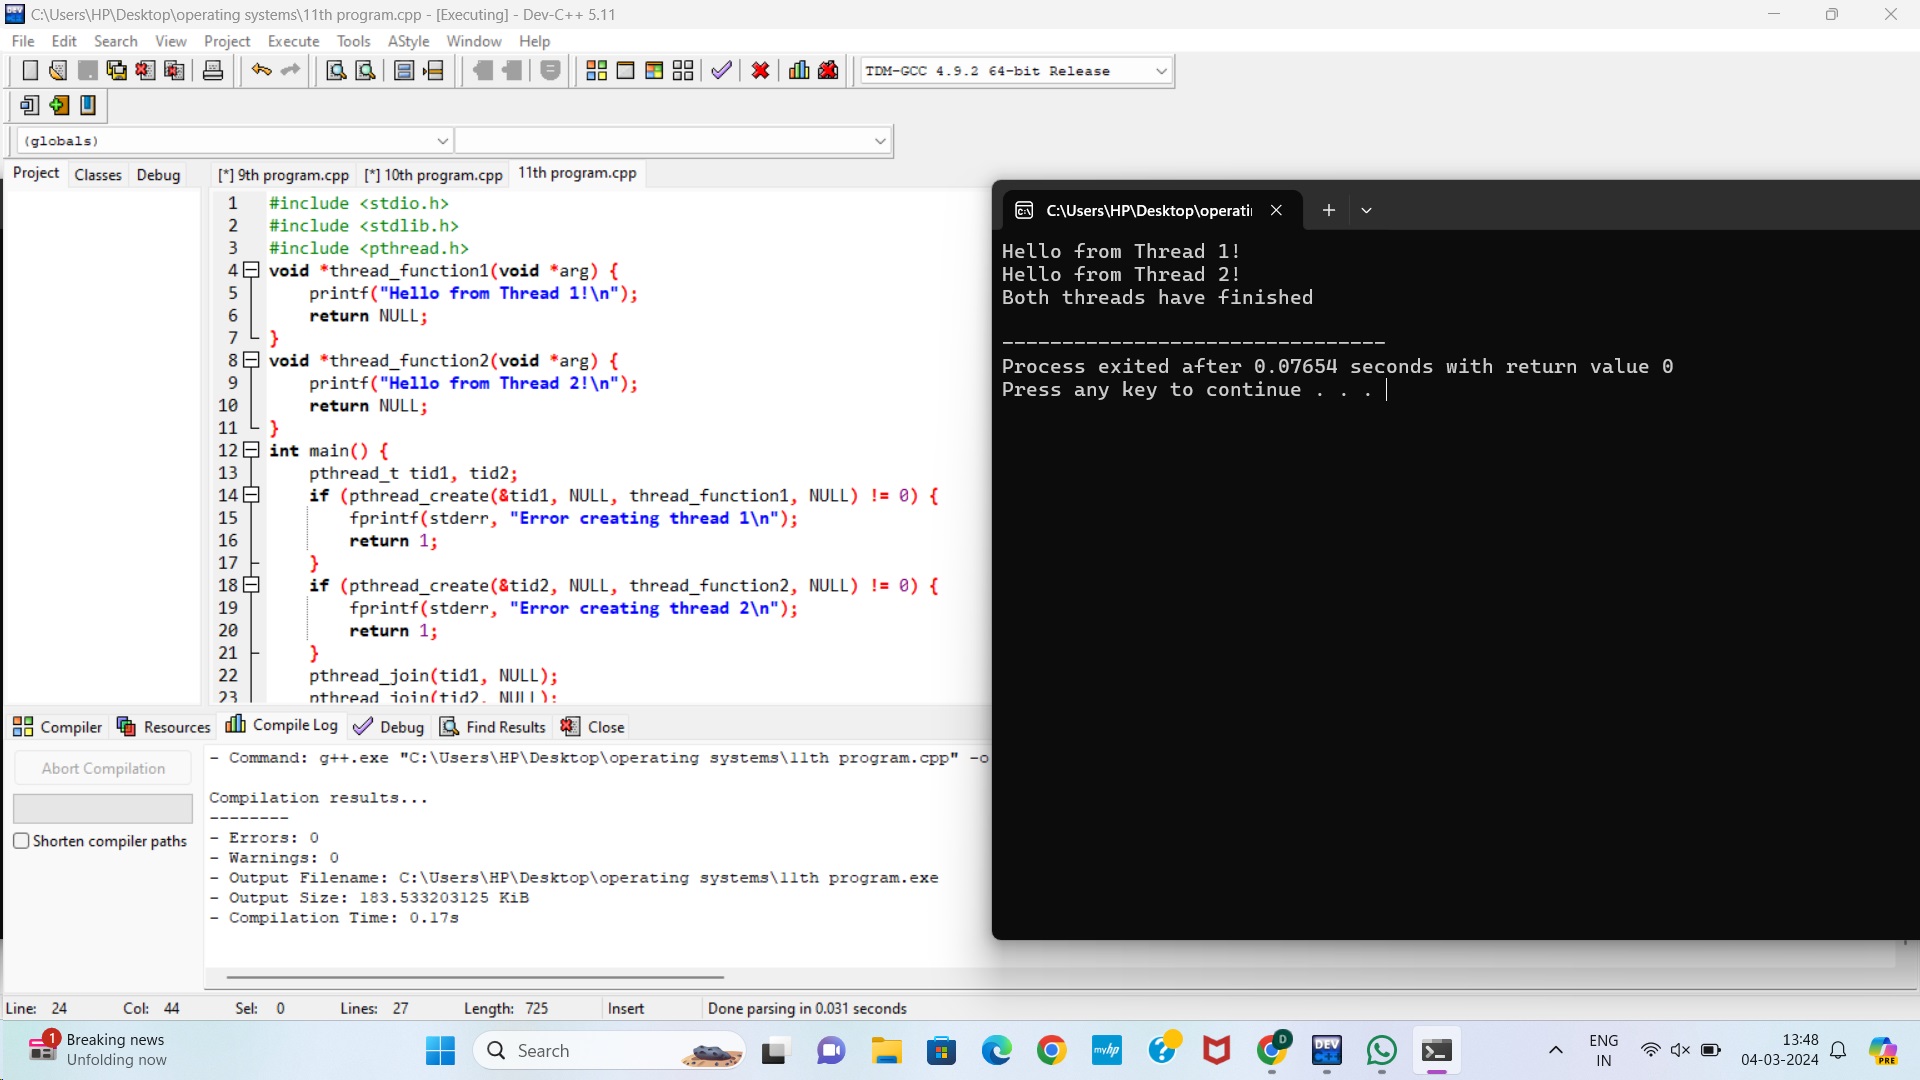 C:\Users\HP\Desktop\operating systems\11th program.cpp - [Executing] - Dev-C++ 5.11
File Edit Search View Project Execute Tools AStyle Window Help
TDM-GCC 4.9.2 64-bit Release
(globals)
Project Classes Debug
[*] 9th program.cpp [*] 10th program.cpp 11th program.cpp
1 #include <stdio.h>
2 #include <stdlib.h>
3 #include <pthread.h>
4 void *thread_function1(void *arg) {
5 printf("Hello from Thread 1!\n");
6 return NULL;
7 }
8 void *thread_function2(void *arg) {
9 printf("Hello from Thread 2!\n");
10 return NULL;
11 }
12 int main() {
13 pthread_t tid1, tid2;
14 if (pthread_create(&tid1, NULL, thread_function1, NULL) != 0) {
15 fprintf(stderr, "Error creating thread 1\n");
16 return 1;
17 }
18 if (pthread_create(&tid2, NULL, thread_function2, NULL) != 0) {
19 fprintf(stderr, "Error creating thread 2\n");
20 return 1;
21 }
22 pthread_join(tid1, NULL);
23 pthread_join(tid2, NULL);
C:\Users\HP\Desktop\operati
Hello from Thread 1!
Hello from Thread 2!
Both threads have finished
--------------------------------
Process exited after 0.07654 seconds with return value 0
Press any key to continue . . .
Compiler Resources Compile Log Debug Find Results Close
Abort Compilation
Shorten compiler paths
- Command: g++.exe "C:\Users\HP\Desktop\operating systems\11th program.cpp" -o
Compilation results...
--------
- Errors: 0
- Warnings: 0
- Output Filename: C:\Users\HP\Desktop\operating systems\11th program.exe
- Output Size: 183.533203125 KiB
- Compilation Time: 0.17s
Line: 24 Col: 44 Sel: 0 Lines: 27 Length: 725 Insert Done parsing in 0.031 seconds
1
Breaking news
Unfolding now
Search
myhp
D
DEV
C++
ENG
IN
13:48
04-03-2024
PRE